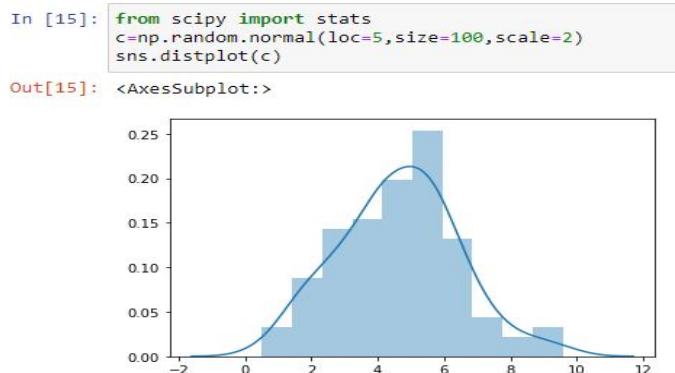 In [15]: from scipy import stats
c=np.random.normal(loc=5,size=100,scale=2)
sns.distplot(c)
Out[15]: <AxesSubplot:>
0.25
0.20
0.15
0.10
0.05
0.00
−2 0 2 4 6 8 10 12